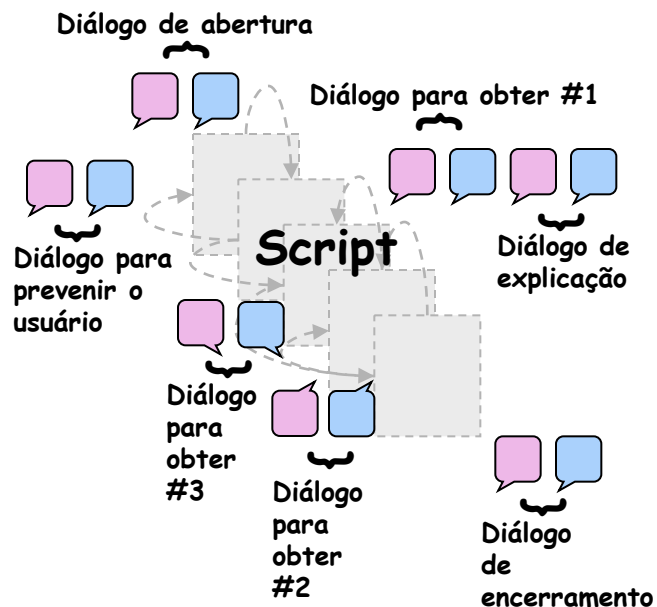 Diálogo de abertura
Diálogo para obter #1
Script
Diálogo para
prevenir o
usuário
Diálogo de
explicação
Diálogo
para
obter
#3
Diálogo
para
obter
#2
Diálogo
de
encerramento